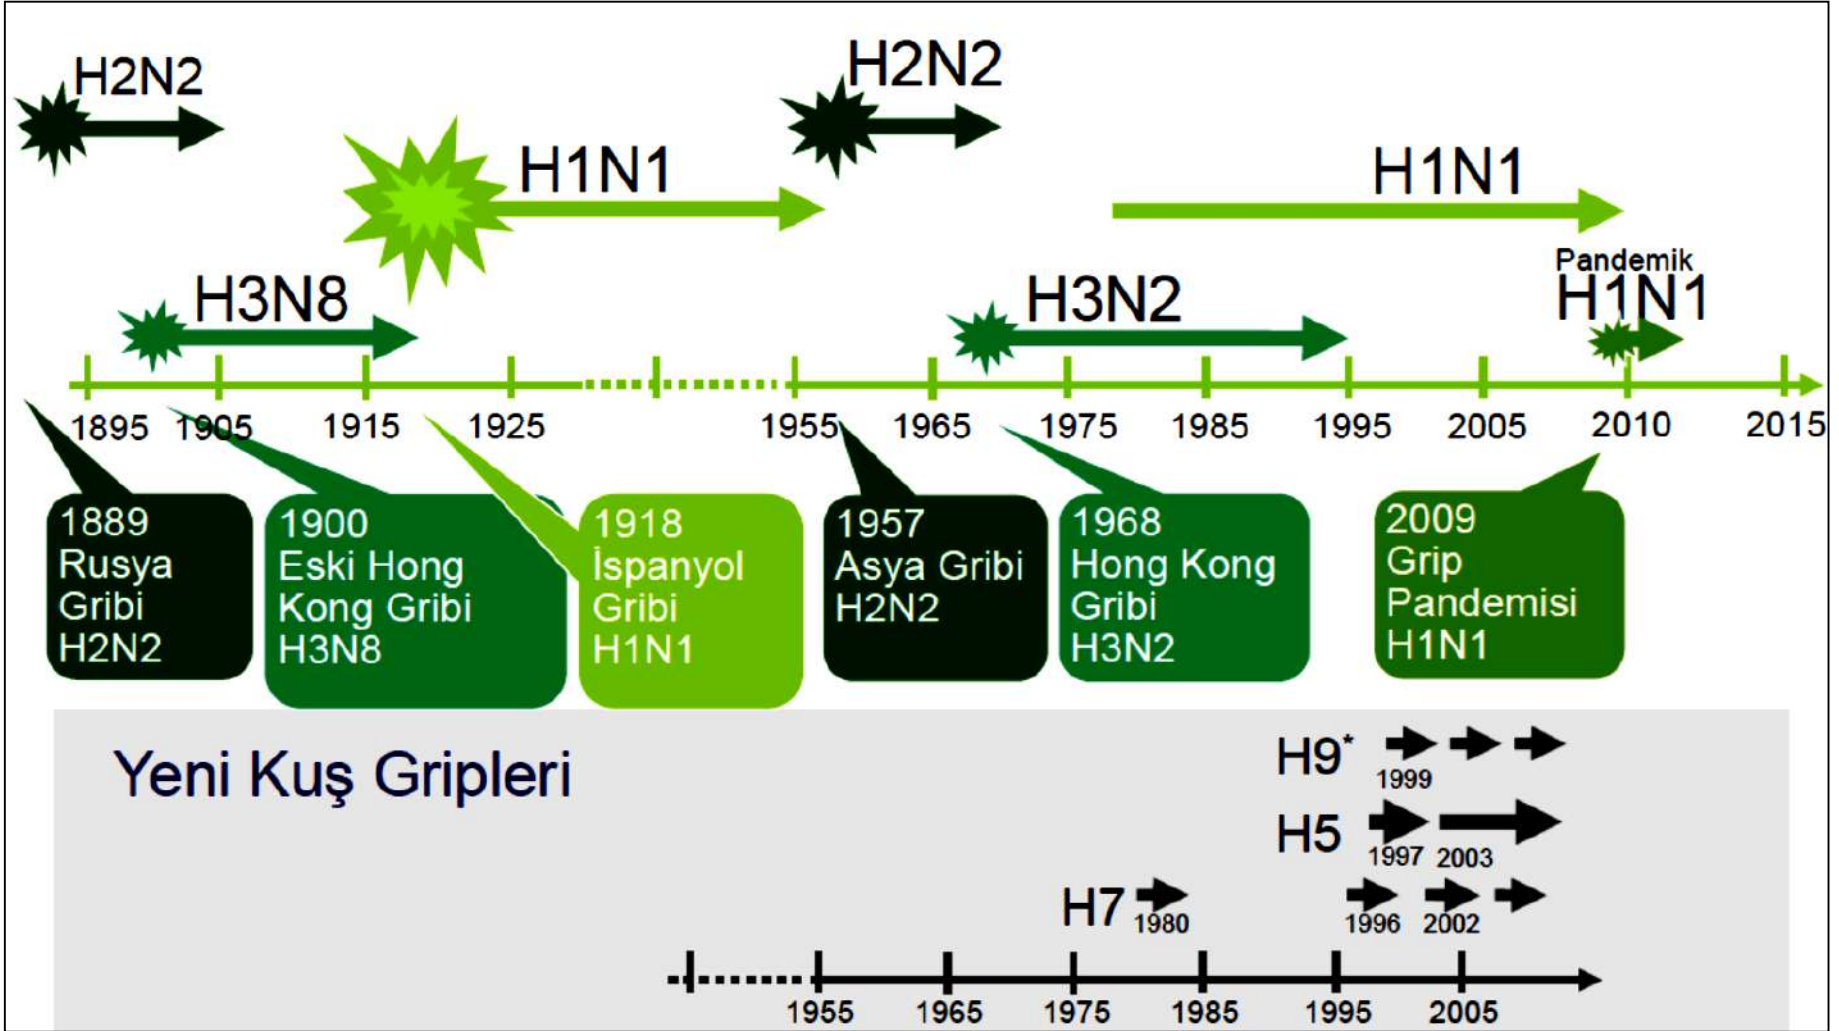 H2N2
H2N2
H1N1
H1N1
H3N8
H3N2
Pandemik
H1N1
1895 1905 1915 1925 1955 1965 1975 1985 1995 2005 2010 2015
1889
Rusya
Gribi
H2N2
1900
Eski Hong
Kong Gribi
H3N8
1918
İspanyol
Gribi
H1N1
1957
Asya Gribi
H2N2
1968
Hong Kong
Gribi
H3N2
2009
Grip
Pandemisi
H1N1
Yeni Kuş Gripleri
H9*
1999
H5
1997 2003
H7
1980 1996 2002
1955 1965 1975 1985 1995 2005